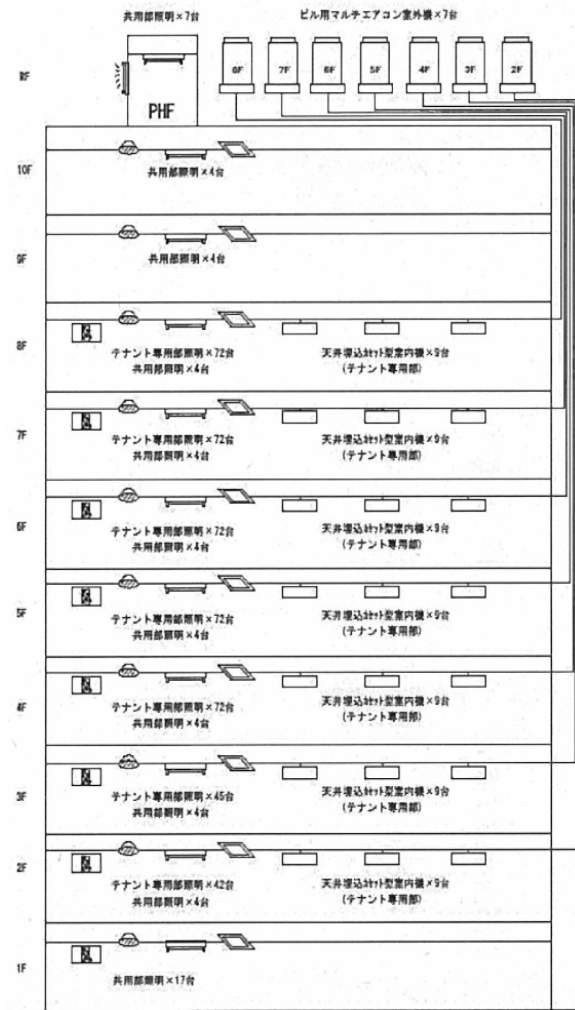 共用部照明×7台
ビル用マルチエアコン室外機×7台
RF
PHF
8F 7F 6F 5F 4F 3F 2F
10F
共用部照明×4台
9F
共用部照明×4台
8F
テナント専用部照明×72台
共用部照明×4台
天井埋込カセット型室内機×9台
(テナント専用部)
7F
テナント専用部照明×72台
共用部照明×4台
天井埋込カセット型室内機×9台
(テナント専用部)
6F
テナント専用部照明×72台
共用部照明×4台
天井埋込カセット型室内機×9台
(テナント専用部)
5F
テナント専用部照明×72台
共用部照明×4台
天井埋込カセット型室内機×9台
(テナント専用部)
4F
テナント専用部照明×72台
共用部照明×4台
天井埋込カセット型室内機×9台
(テナント専用部)
3F
テナント専用部照明×45台
共用部照明×4台
天井埋込カセット型室内機×9台
(テナント専用部)
2F
テナント専用部照明×42台
共用部照明×4台
天井埋込カセット型室内機×9台
(テナント専用部)
1F
共用部照明×17台